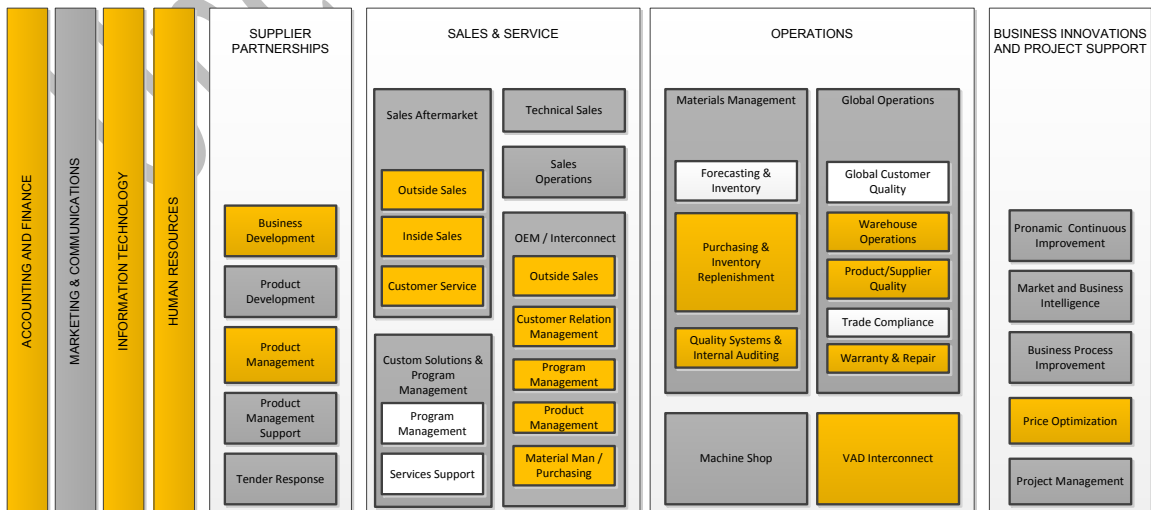 ACCOUNTING AND FINANCE
MARKETING & COMMUNICATIONS
INFORMATION TECHNOLOGY
HUMAN RESOURCES
SUPPLIER
PARTNERSHIPS
Business
Development
Product
Development
Product
Management
Product
Management
Support
Tender Response
SALES & SERVICE
Sales Aftermarket
Outside Sales
Inside Sales
Customer Service
Custom Solutions &
Program
Management
Program
Management
Services Support
Technical Sales
Sales
Operations
OEM / Interconnect
Outside Sales
Customer Relation
Management
Program
Management
Product
Management
Material Man /
Purchasing
OPERATIONS
Materials Management
Forecasting &
Inventory
Purchasing &
Inventory
Replenishment
Quality Systems &
Internal Auditing
Global Operations
Global Customer
Quality
Warehouse
Operations
Product/Supplier
Quality
Trade Compliance
Warranty & Repair
Machine Shop
VAD Interconnect
BUSINESS INNOVATIONS
AND PROJECT SUPPORT
Pronamic Continuous
Improvement
Market and Business
Intelligence
Business Process
Improvement
Price Optimization
Project Management